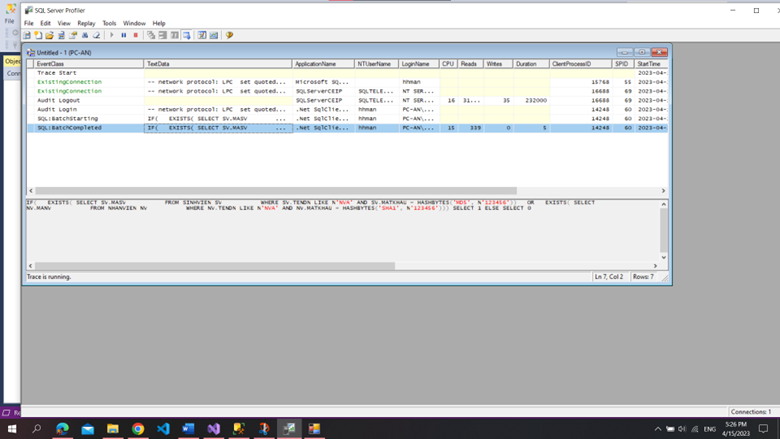 SQL Server Profiler
File
File Edit View Replay Tools Window Help
Untitled - 1 (PC-AN)
EventClass TextData ApplicationName NTUserName LoginName CPU Reads Writes Duration ClientProcessID SPID StartTime
Trace Start 2023-04-
ExistingConnection -- network protocol: LPC set quoted... Microsoft SQ... hhman 15768 55 2023-04-
ExistingConnection -- network protocol: LPC set quoted... SQLServerCEIP SQLTELE... NT SER... 16688 69 2023-04-
Audit Logout SQLServerCEIP SQLTELE... NT SER... 16 31... 35 232000 16688 69 2023-04-
Audit Login -- network protocol: LPC set quoted... .Net SqlClie... hhman PC-AN\... 14248 60 2023-04-
SQL:BatchStarting IF( EXISTS( SELECT SV.MASV ... .Net SqlClie... hhman PC-AN\... 14248 60 2023-04-
SQL:BatchCompleted IF( EXISTS( SELECT SV.MASV ... .Net SqlClie... hhman PC-AN\... 15 339 0 5 14248 60 2023-04-
IF( EXISTS( SELECT SV.MASV FROM SINHVIEN SV WHERE SV.TENDN LIKE N'NVA' AND SV.MATKHAU = HASHBYTES('MD5', N'123456')) OR EXISTS( SELECT
NV.MANV FROM NHANVIEN NV WHERE NV.TENDN LIKE N'NVA' AND NV.MATKHAU = HASHBYTES('SHA1', N'123456'))) SELECT 1 ELSE SELECT 0
Trace is running. Ln 7, Col 2 Rows: 7
Connections: 1
ENG
5:26 PM
4/15/2023